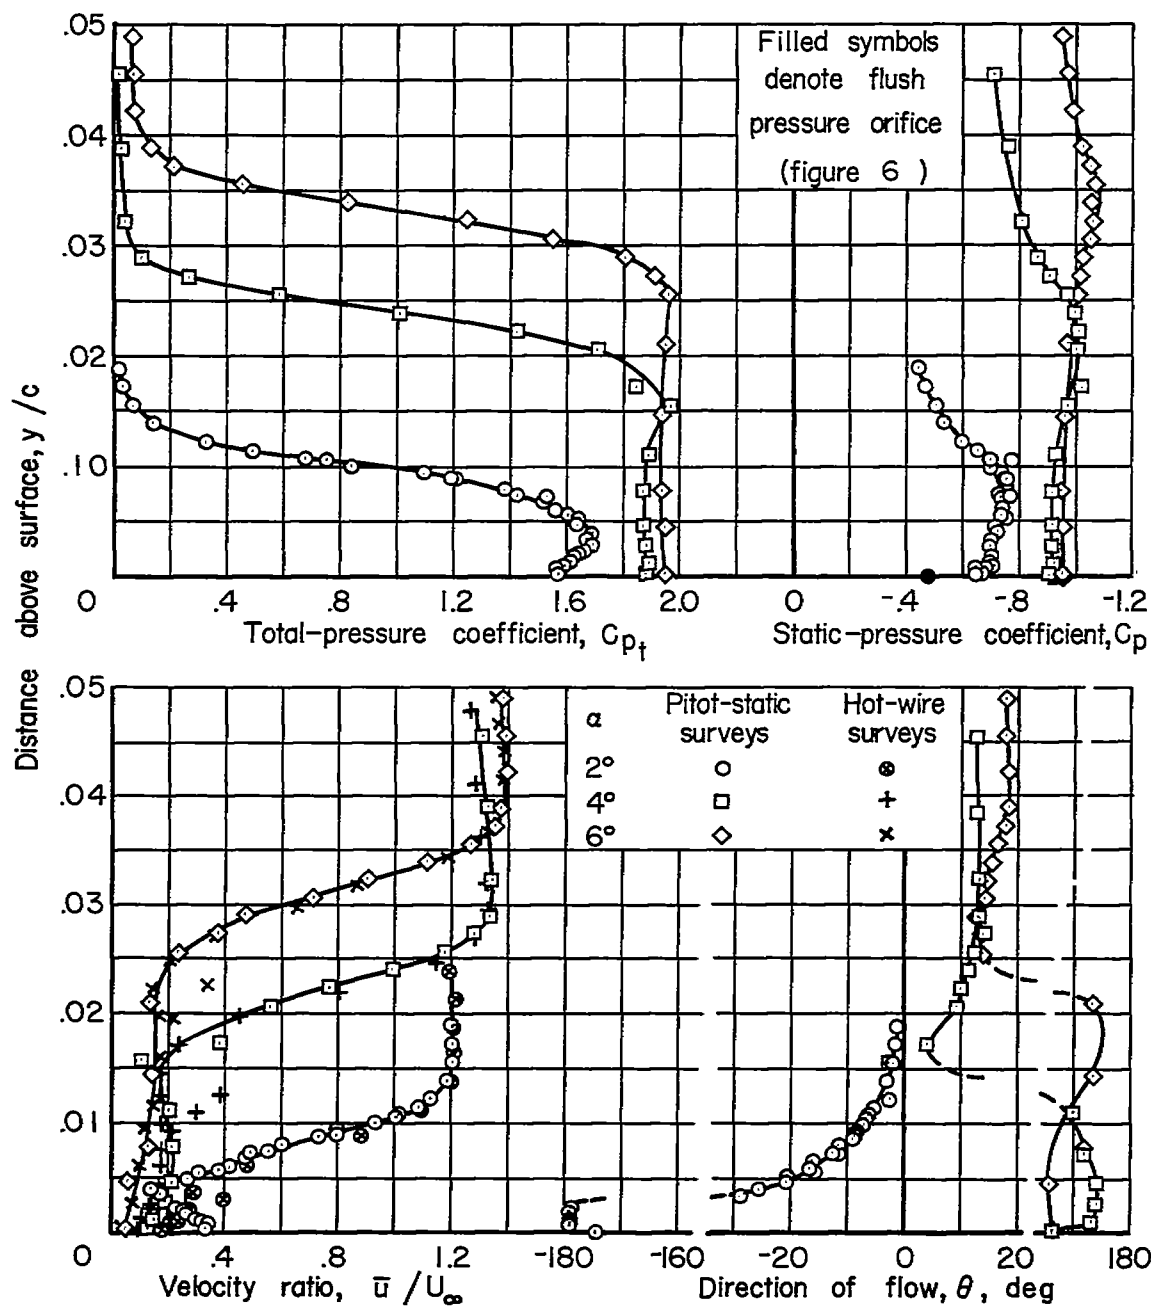 .05
.04
.03
.02
.10
0
Filled symbols
denote flush
pressure orifice
(figure 6 )
.4 .8 1.2 1.6 2.0 0 -.4 -.8 -1.2
Total-pressure coefficient, Cpt
Static-pressure coefficient, Cp
Distance above surface, y/c
.05
.04
.03
.02
.01
0
α Pitot-static surveys Hot-wire surveys
2°
4°
6°
.4 .8 1.2 -180 -160 -20 0 20 180
Velocity ratio, ū/U∞
Direction of flow, θ, deg